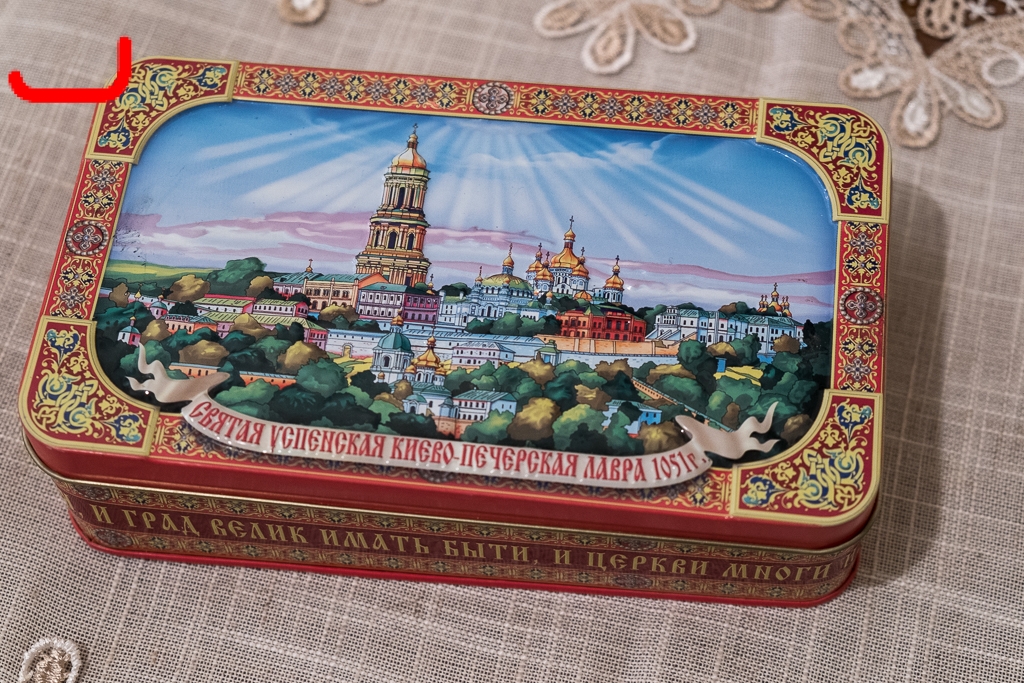 СВЯТАЯ УСПЕНСКАЯ КИЕВО-ПЕЧЕРСКАЯ ЛАВРА 1051г.
И ГРАД ВЕЛИК ИМАТЬ БЫТИ, И ЦЕРКВИ МНОГИ